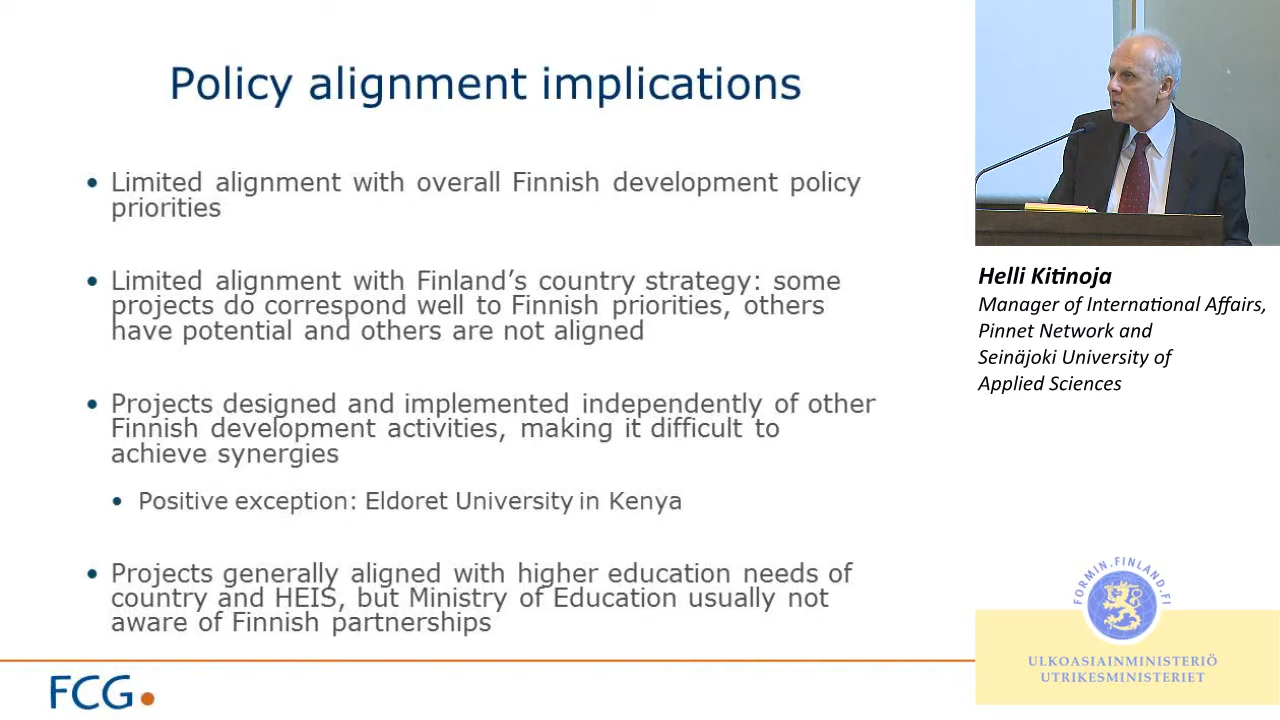 Policy alignment implications
• Limited alignment with overall Finnish development policy
priorities
• Limited alignment with Finland's country strategy: some
projects do correspond well to Finnish priorities, others
have potential and others are not aligned
• Projects designed and implemented independently of other
Finnish development activities, making it difficult to
achieve synergies
• Positive exception: Eldoret University in Kenya
• Projects generally aligned with higher education needs of
country and HEIS, but Ministry of Education usually not
aware of Finnish partnerships
FCG
Helli Kitinoja
Manager of International Affairs,
Pinnet Network and
Seinäjoki University of
Applied Sciences
FORMIN.FINLAND.FI
ULKOASIAINMINISTERIÖ
UTRIKESMINISTERIET